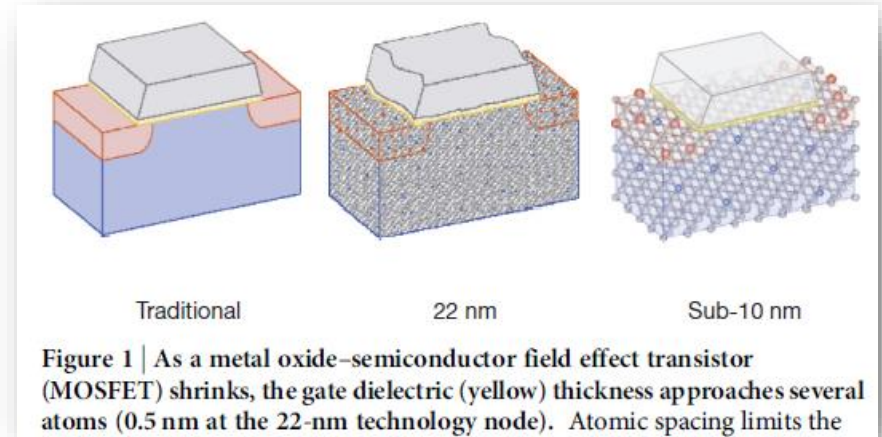 Traditional
22 nm
Sub-10 nm
Figure 1 | As a metal oxide–semiconductor field effect transistor
(MOSFET) shrinks, the gate dielectric (yellow) thickness approaches several
atoms (0.5 nm at the 22-nm technology node). Atomic spacing limits the